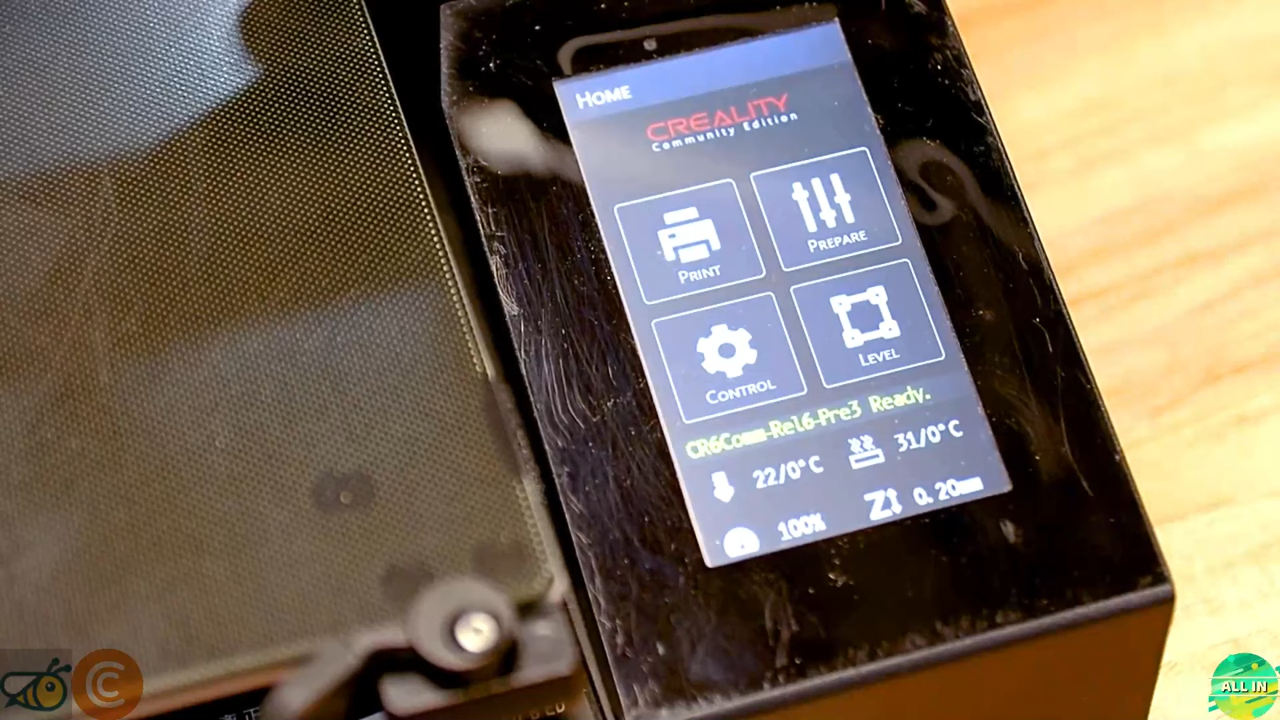 HOME
CREALITY
Community Edition
PRINT
PREPARE
CONTROL
LEVEL
CR6Comm-Rel6-Pre3 Ready.
22/0°C
31/0°C
100%
Z 0.20mm
C
ALL IN